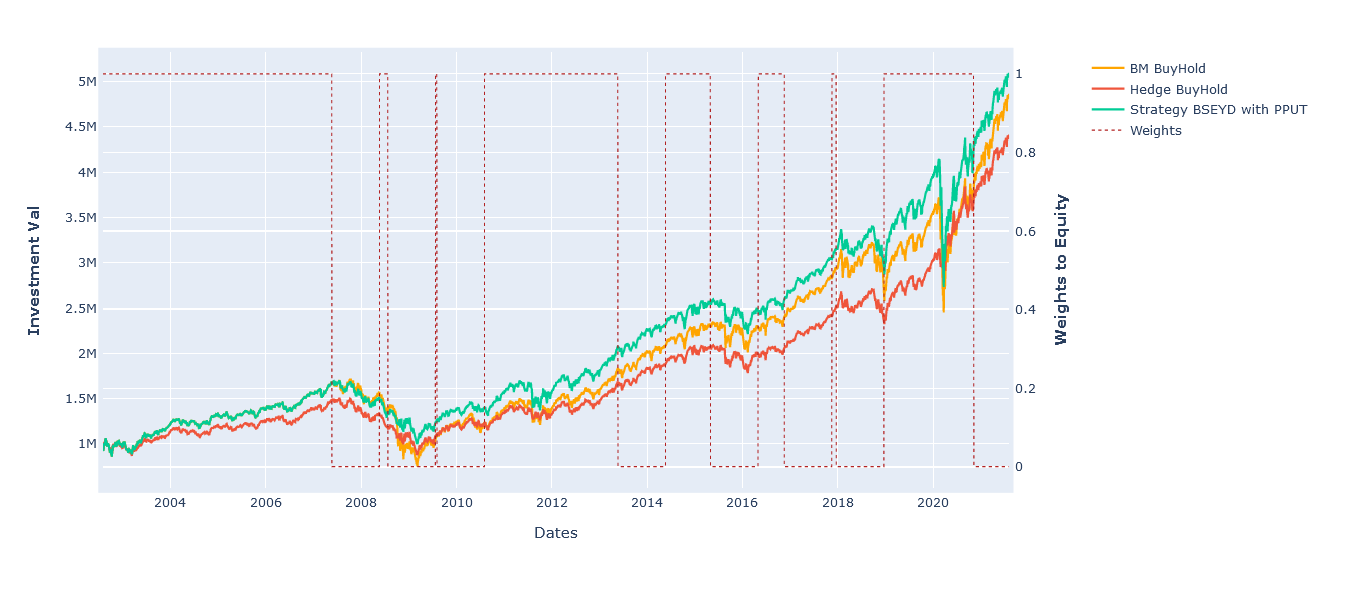 5M
4.5M
4M
3.5M
3M
2.5M
2M
1.5M
1M
Investment Val
1
0.8
0.6
0.4
0.2
0
Weights to Equity
2004
2006
2008
2010
2012
2014
2016
2018
2020
Dates
BM BuyHold
Hedge BuyHold
Strategy BSEYD with PPUT
Weights